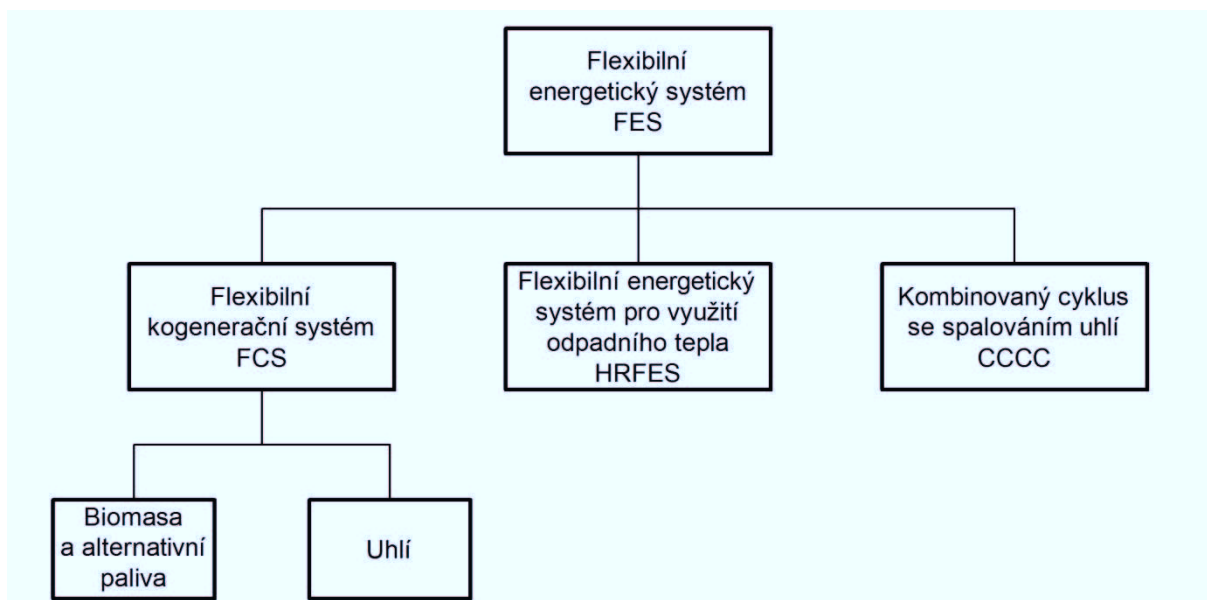 Flexibilní
energetický systém
FES
Flexibilní
kogenerační systém
FCS
Flexibilní energetický
systém pro využití
odpadního tepla
HRFES
Kombinovaný cyklus
se spalováním uhlí
CCCC
Biomasa
a alternativní
paliva
Uhlí